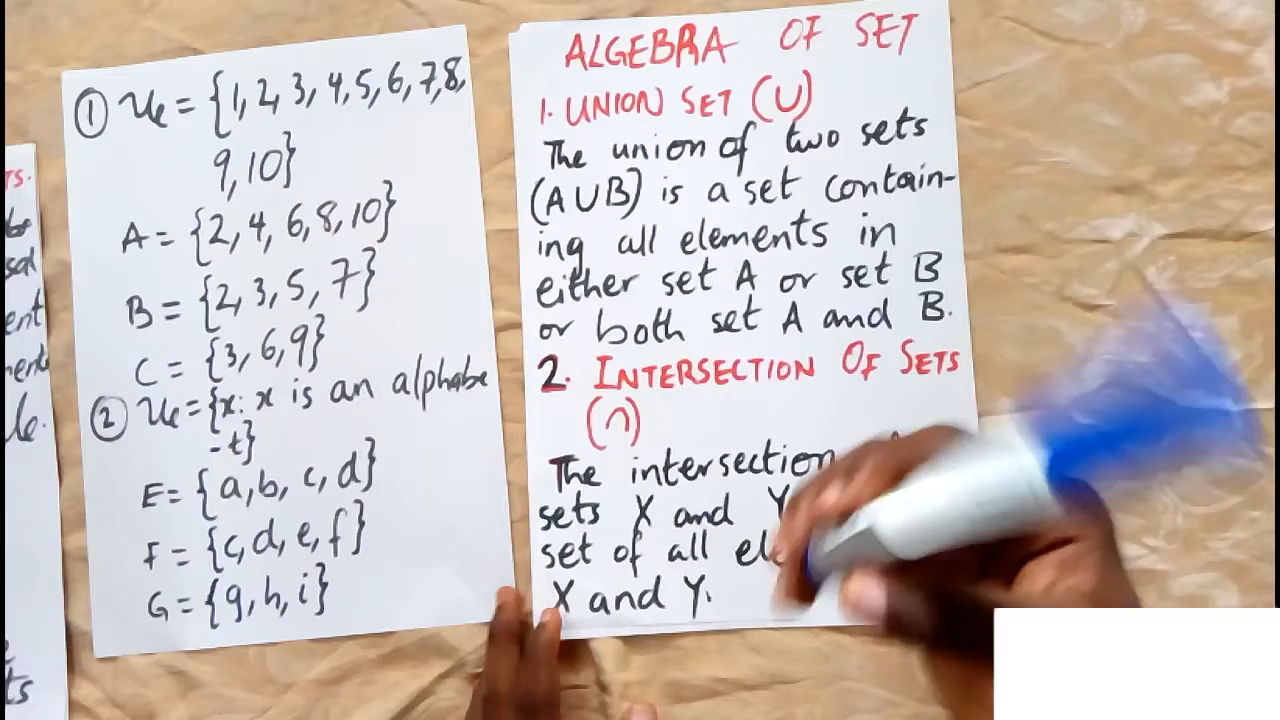 TS.
① 𝒰 = {1, 2, 3, 4, 5, 6, 7, 8,
9, 10}
A = {2, 4, 6, 8, 10}
B = {2, 3, 5, 7}
C = {3, 6, 9}
② 𝒰 = {x: x is an alphabe
-t}
E = {a, b, c, d}
F = {c, d, e, f}
G = {g, h, i}
ALGEBRA OF SET
1. UNION SET (∪)
The union of two sets
(A∪B) is a set contain-
ing all elements in
either set A or set B
or both set A and B.
2. INTERSECTION OF SETS
(∩)
The intersection
sets X and Y
set of all
X and Y.